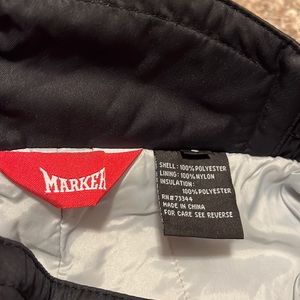 MARKER
SHELL: 100% POLYESTER
LINING: 100% NYLON
INSULATION:
100% POLYESTER
RN# 73344
MADE IN CHINA
FOR CARE SEE REVERSE